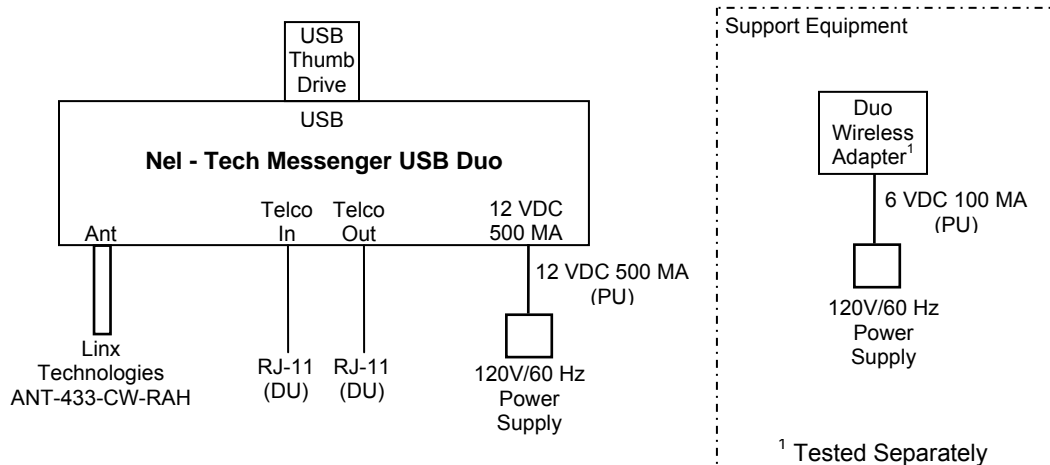 USB
Thumb
Drive
USB
Nel - Tech Messenger USB Duo
Ant
Telco
In
Telco
Out
12 VDC
500 MA
Linx
Technologies
ANT-433-CW-RAH
RJ-11
(DU)
RJ-11
(DU)
12 VDC 500 MA
(PU)
120V/60 Hz
Power
Supply
Support Equipment
Duo
Wireless
Adapter1
6 VDC 100 MA
(PU)
120V/60 Hz
Power
Supply
1 Tested Separately